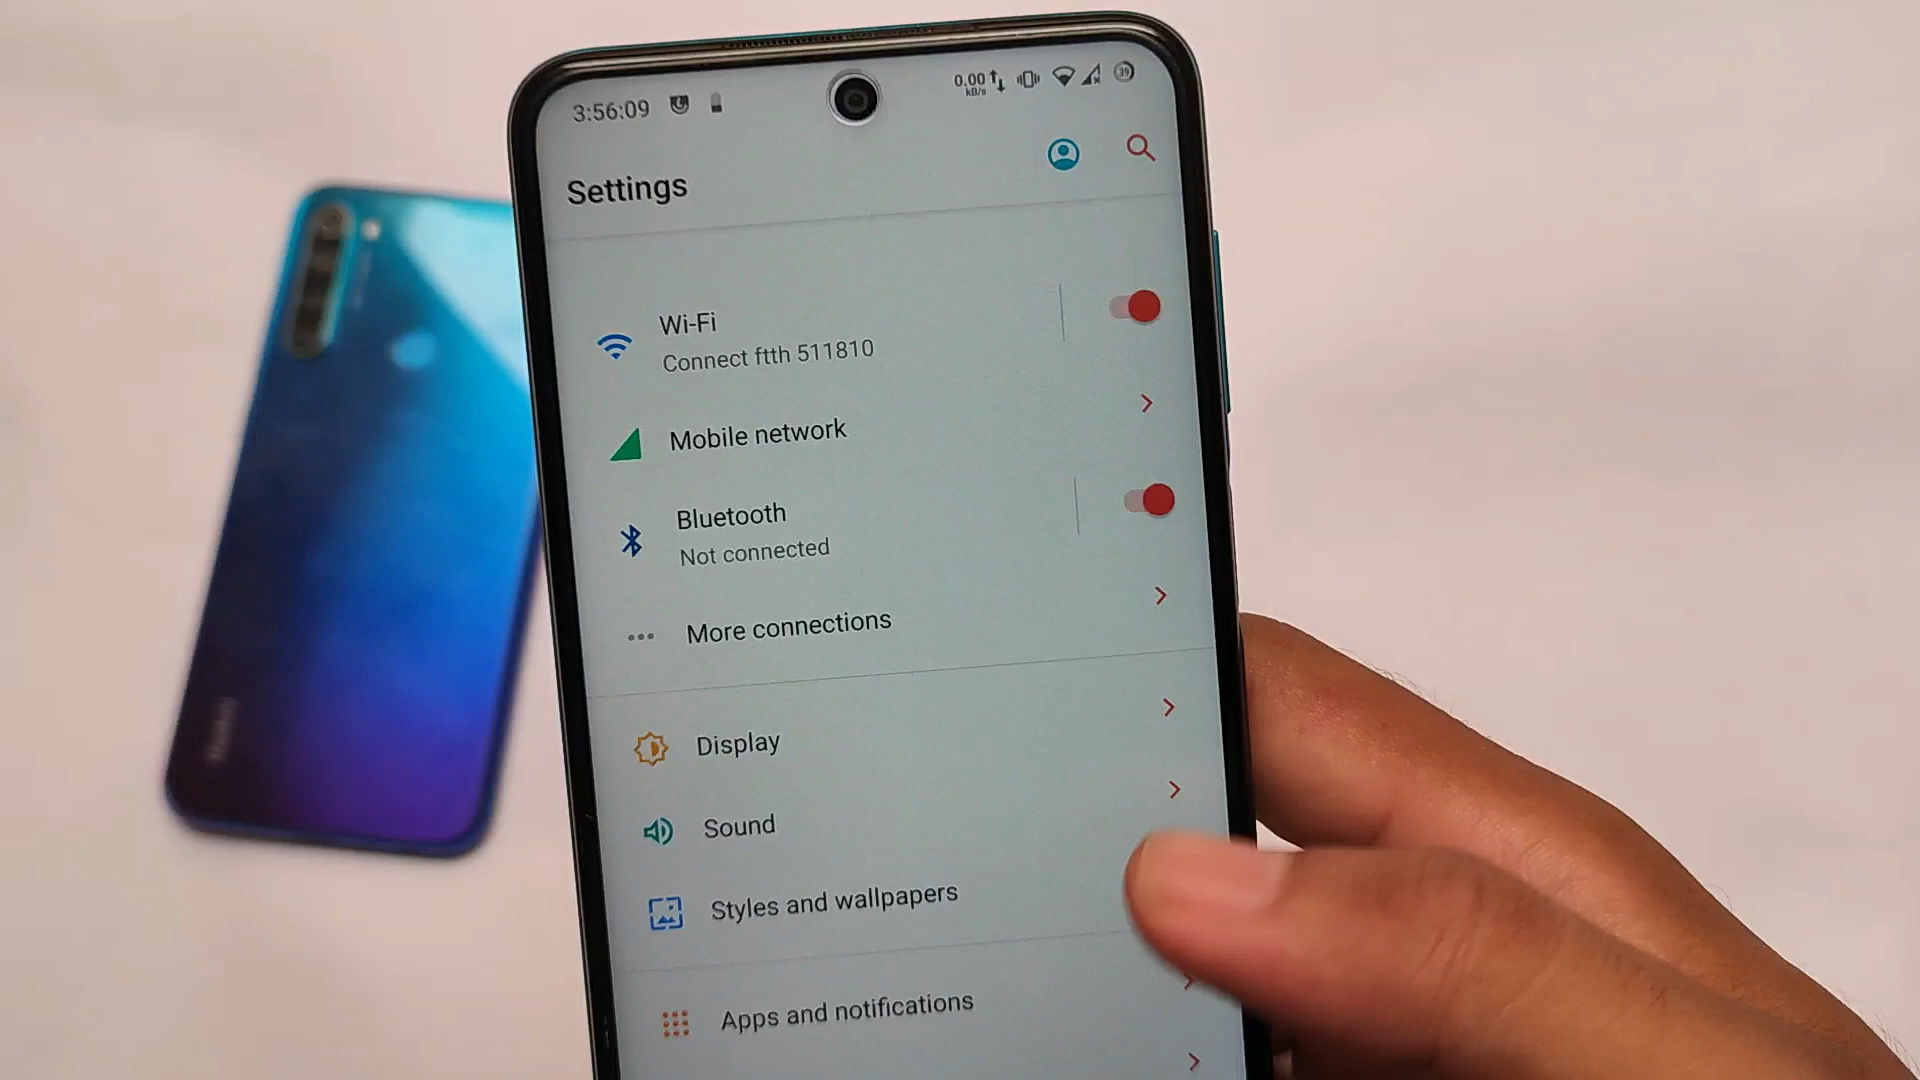 3:56:09
0.00
kB/s
39
Settings
Wi-Fi
Connect ftth 511810
Mobile network
Bluetooth
Not connected
More connections
Display
Sound
Styles and wallpapers
Apps and notifications